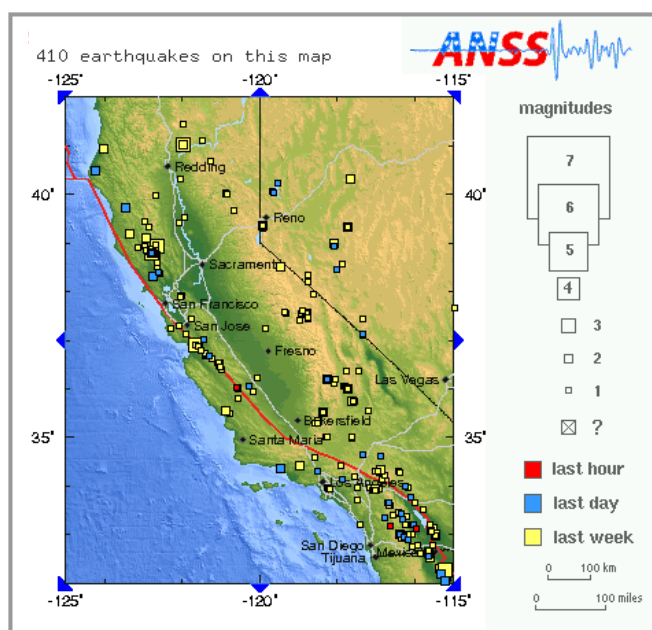 410 earthquakes on this map
ANSS
-125° -120° -115°
magnitudes
7
6
5
4
3
2
1
?
last hour
last day
last week
0 100 km
0 100 miles
40°
40°
35°
35°
Redding
Reno
Sacramento
San Francisco
San Jose
Fresno
Las Vegas
Bakersfield
Santa Maria
Los Angeles
San Diego
Mexicali
Tijuana
-125° -120° -115°